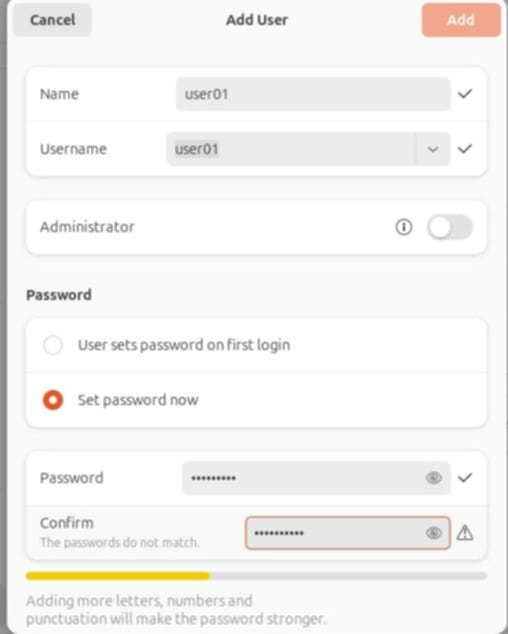 Cancel Add User Add
Name user01
Username user01
Administrator
Password
User sets password on first login
Set password now
Password •••••••••
Confirm ••••••••••
The passwords do not match.
Adding more letters, numbers and
punctuation will make the password stronger.